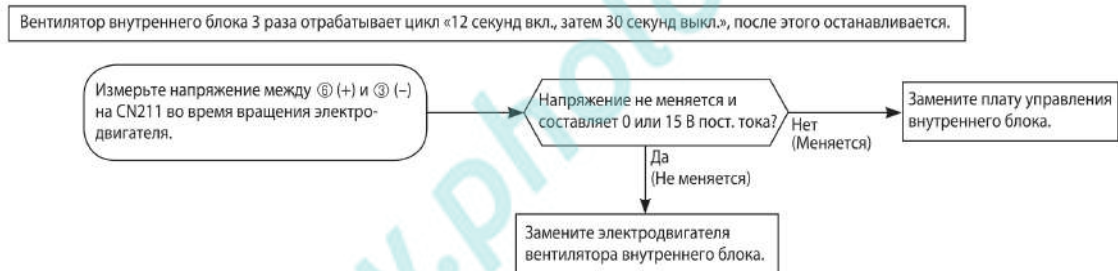 Вентилятор внутреннего блока 3 раза отрабатывает цикл «12 секунд вкл., затем 30 секунд выкл.», после этого останавливается.
Измерьте напряжение между ⑥ (+) и ③ (–)
на CN211 во время вращения электро-
двигателя.
Напряжение не меняется и
составляет 0 или 15 В пост. тока?
Нет
(Меняется)
Замените плату управления
внутреннего блока.
Да
(Не меняется)
Замените электродвигателя
вентилятора внутреннего блока.